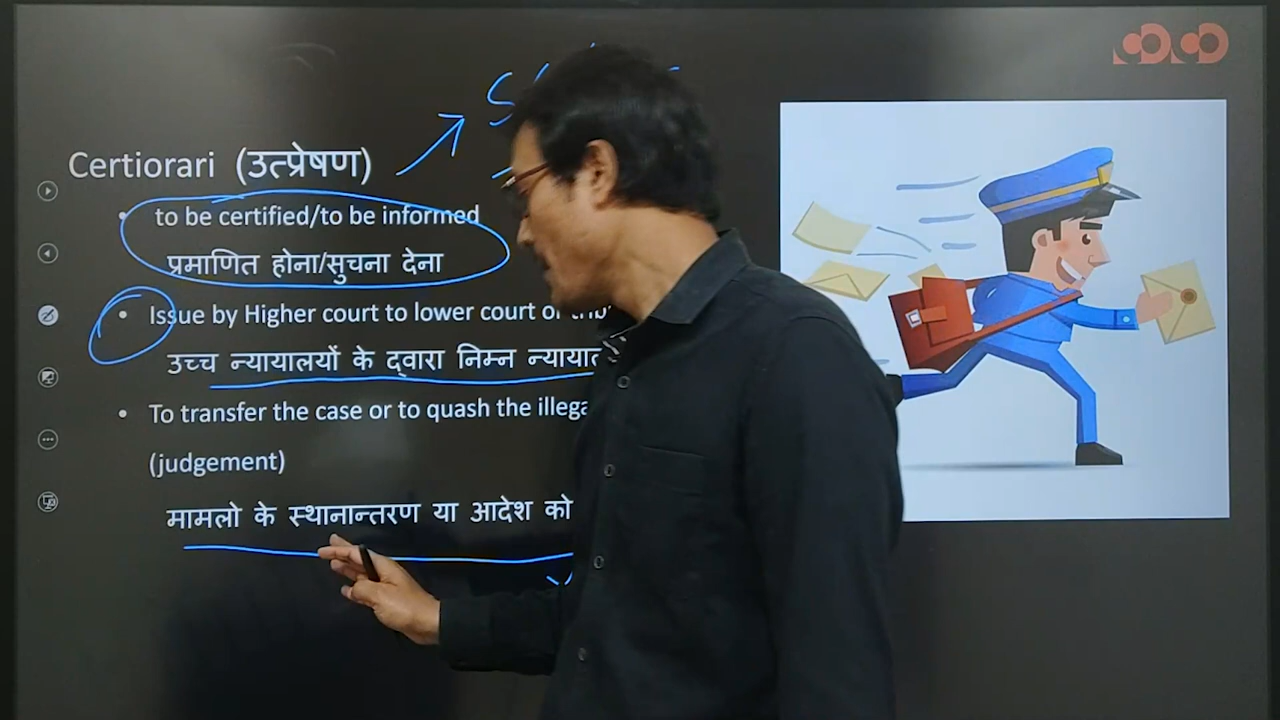 Certiorari (उत्प्रेषण)
to be certified/to be informed
प्रमाणित होना/सुचना देना
Issue by Higher court to lower court or
उच्च न्यायालयों के द्वारा निम्न
To transfer the case or to quash the
(judgement)
मामलो के स्थानान्तरण या आदेश को